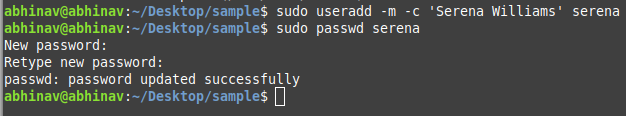 abhinav@abhinav:~/Desktop/sample$ sudo useradd -m -c 'Serena Williams' serena
abhinav@abhinav:~/Desktop/sample$ sudo passwd serena
New password:
Retype new password:
passwd: password updated successfully
abhinav@abhinav:~/Desktop/sample$